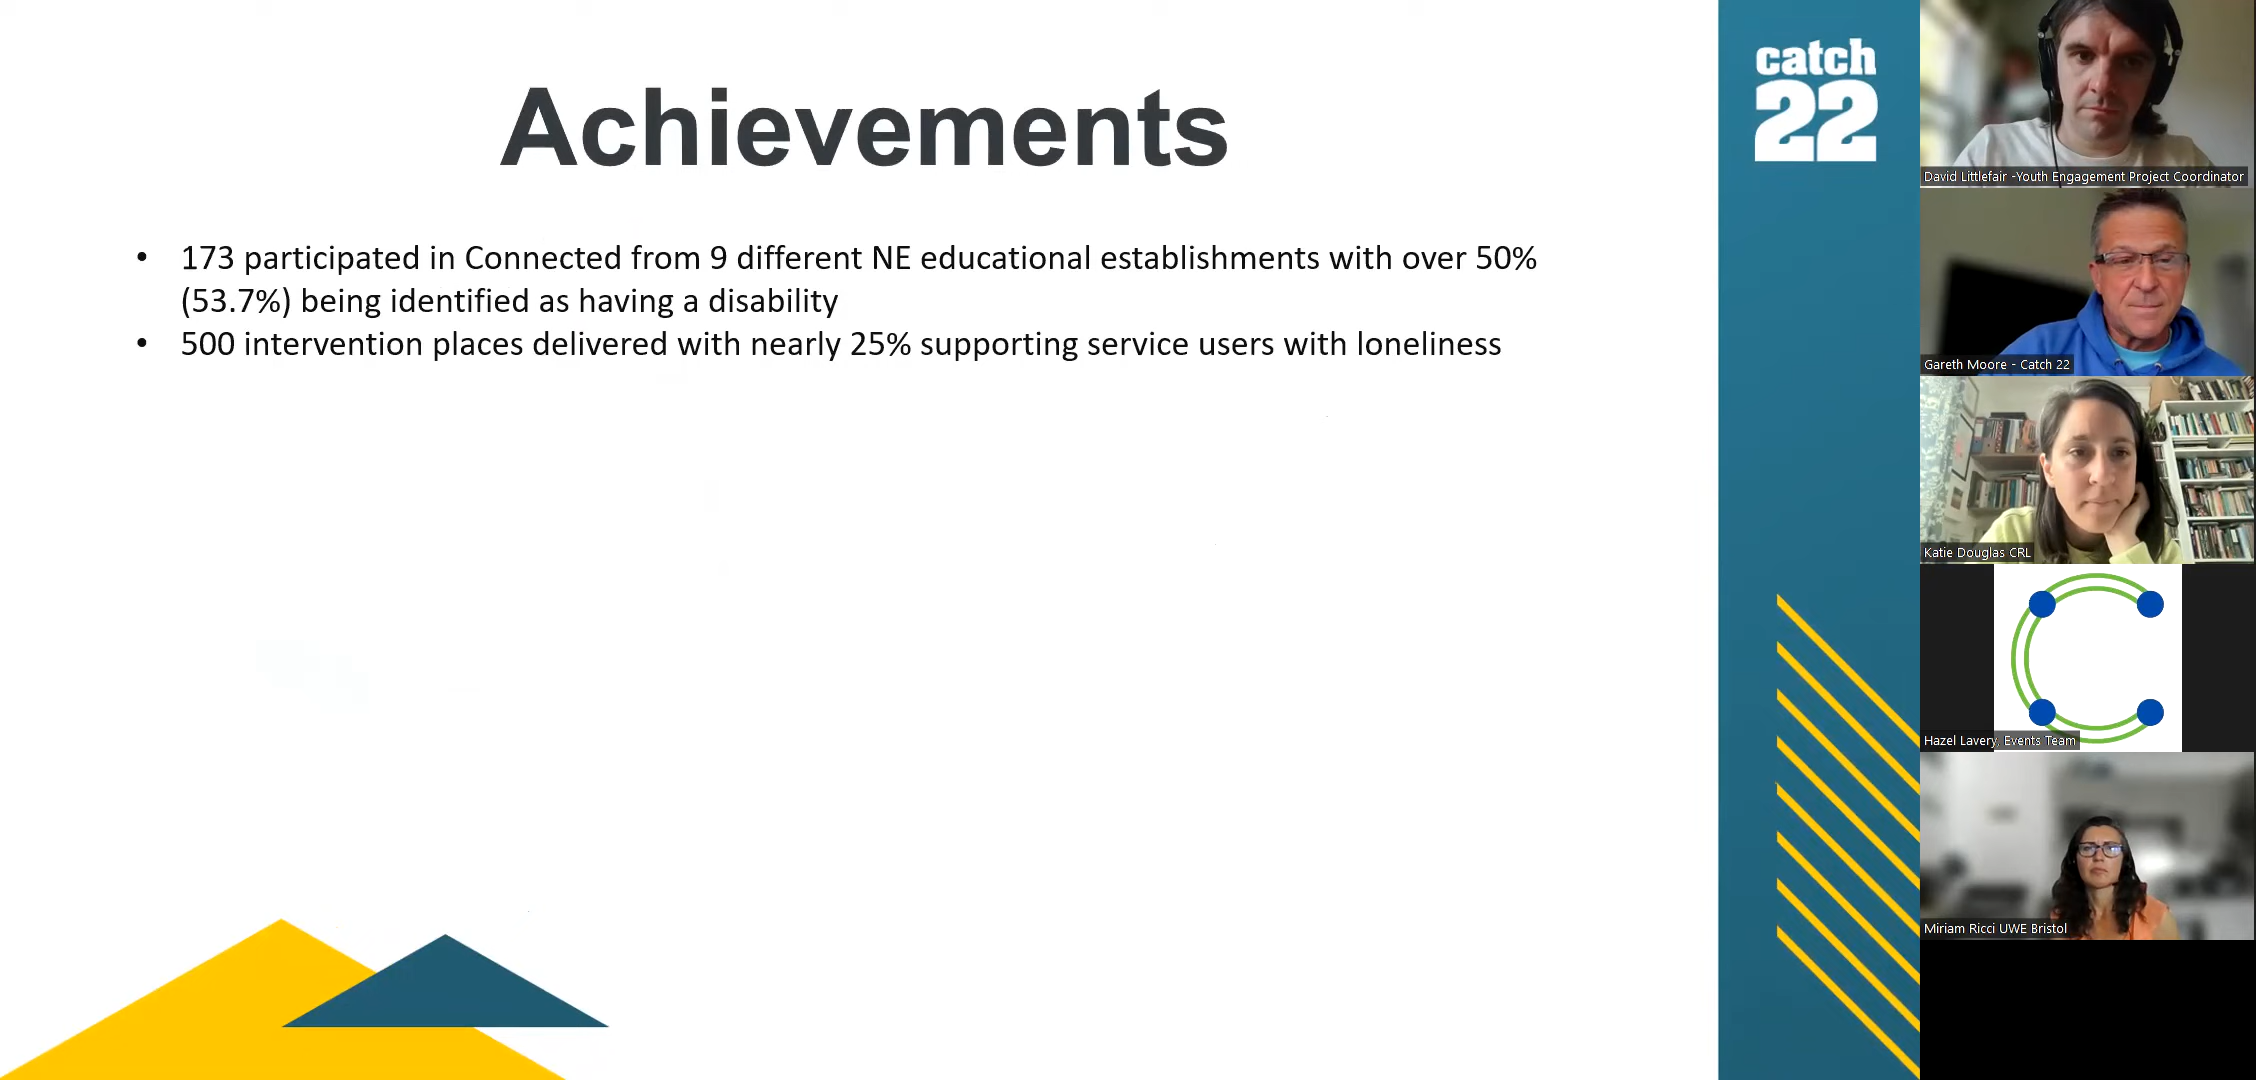 Achievements
• 173 participated in Connected from 9 different NE educational establishments with over 50%
(53.7%) being identified as having a disability
• 500 intervention places delivered with nearly 25% supporting service users with loneliness
catch
22
David Littlefair -Youth Engagement Project Coordinator
Gareth Moore - Catch 22
Katie Douglas CRL
Hazel Lavery, Events Team
Miriam Ricci UWE Bristol